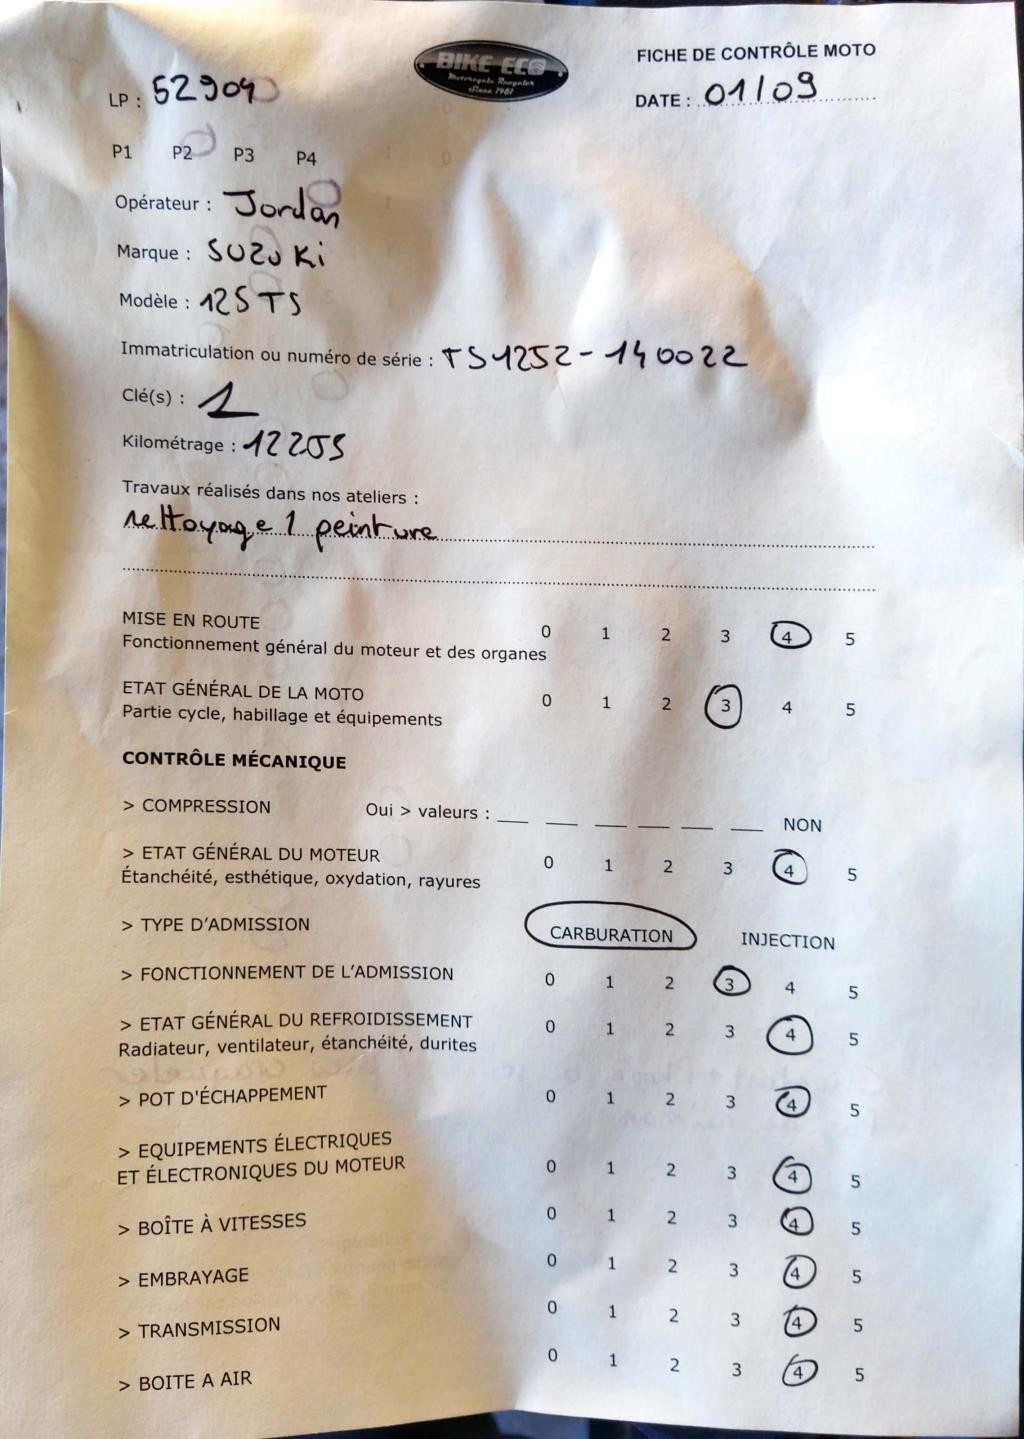 BIKE ECO
Motorcycle Recycler
Since 1981
FICHE DE CONTRÔLE MOTO
LP : 52904
DATE : 01/09
P1 P2 P3 P4
Opérateur : Jordan
Marque : SUZUKi
Modèle : 125 TS
Immatriculation ou numéro de série : TS1252-140022
Clé(s) : 1
Kilométrage : 12205
Travaux réalisés dans nos ateliers :
nettoyage / peinture
MISE EN ROUTE
Fonctionnement général du moteur et des organes 0 1 2 3 4 5
ETAT GÉNÉRAL DE LA MOTO
Partie cycle, habillage et équipements 0 1 2 3 4 5
CONTRÔLE MÉCANIQUE
> COMPRESSION Oui > valeurs : __ __ __ __ __ __ NON
> ETAT GÉNÉRAL DU MOTEUR 0 1 2 3 4 5
Étanchéité, esthétique, oxydation, rayures
> TYPE D'ADMISSION CARBURATION INJECTION
> FONCTIONNEMENT DE L'ADMISSION 0 1 2 3 4 5
> ETAT GÉNÉRAL DU REFROIDISSEMENT 0 1 2 3 4 5
Radiateur, ventilateur, étanchéité, durites
> POT D'ÉCHAPPEMENT 0 1 2 3 4 5
> EQUIPEMENTS ÉLECTRIQUES
ET ÉLECTRONIQUES DU MOTEUR 0 1 2 3 4 5
> BOÎTE À VITESSES 0 1 2 3 4 5
> EMBRAYAGE 0 1 2 3 4 5
> TRANSMISSION 0 1 2 3 4 5
> BOITE A AIR 0 1 2 3 4 5